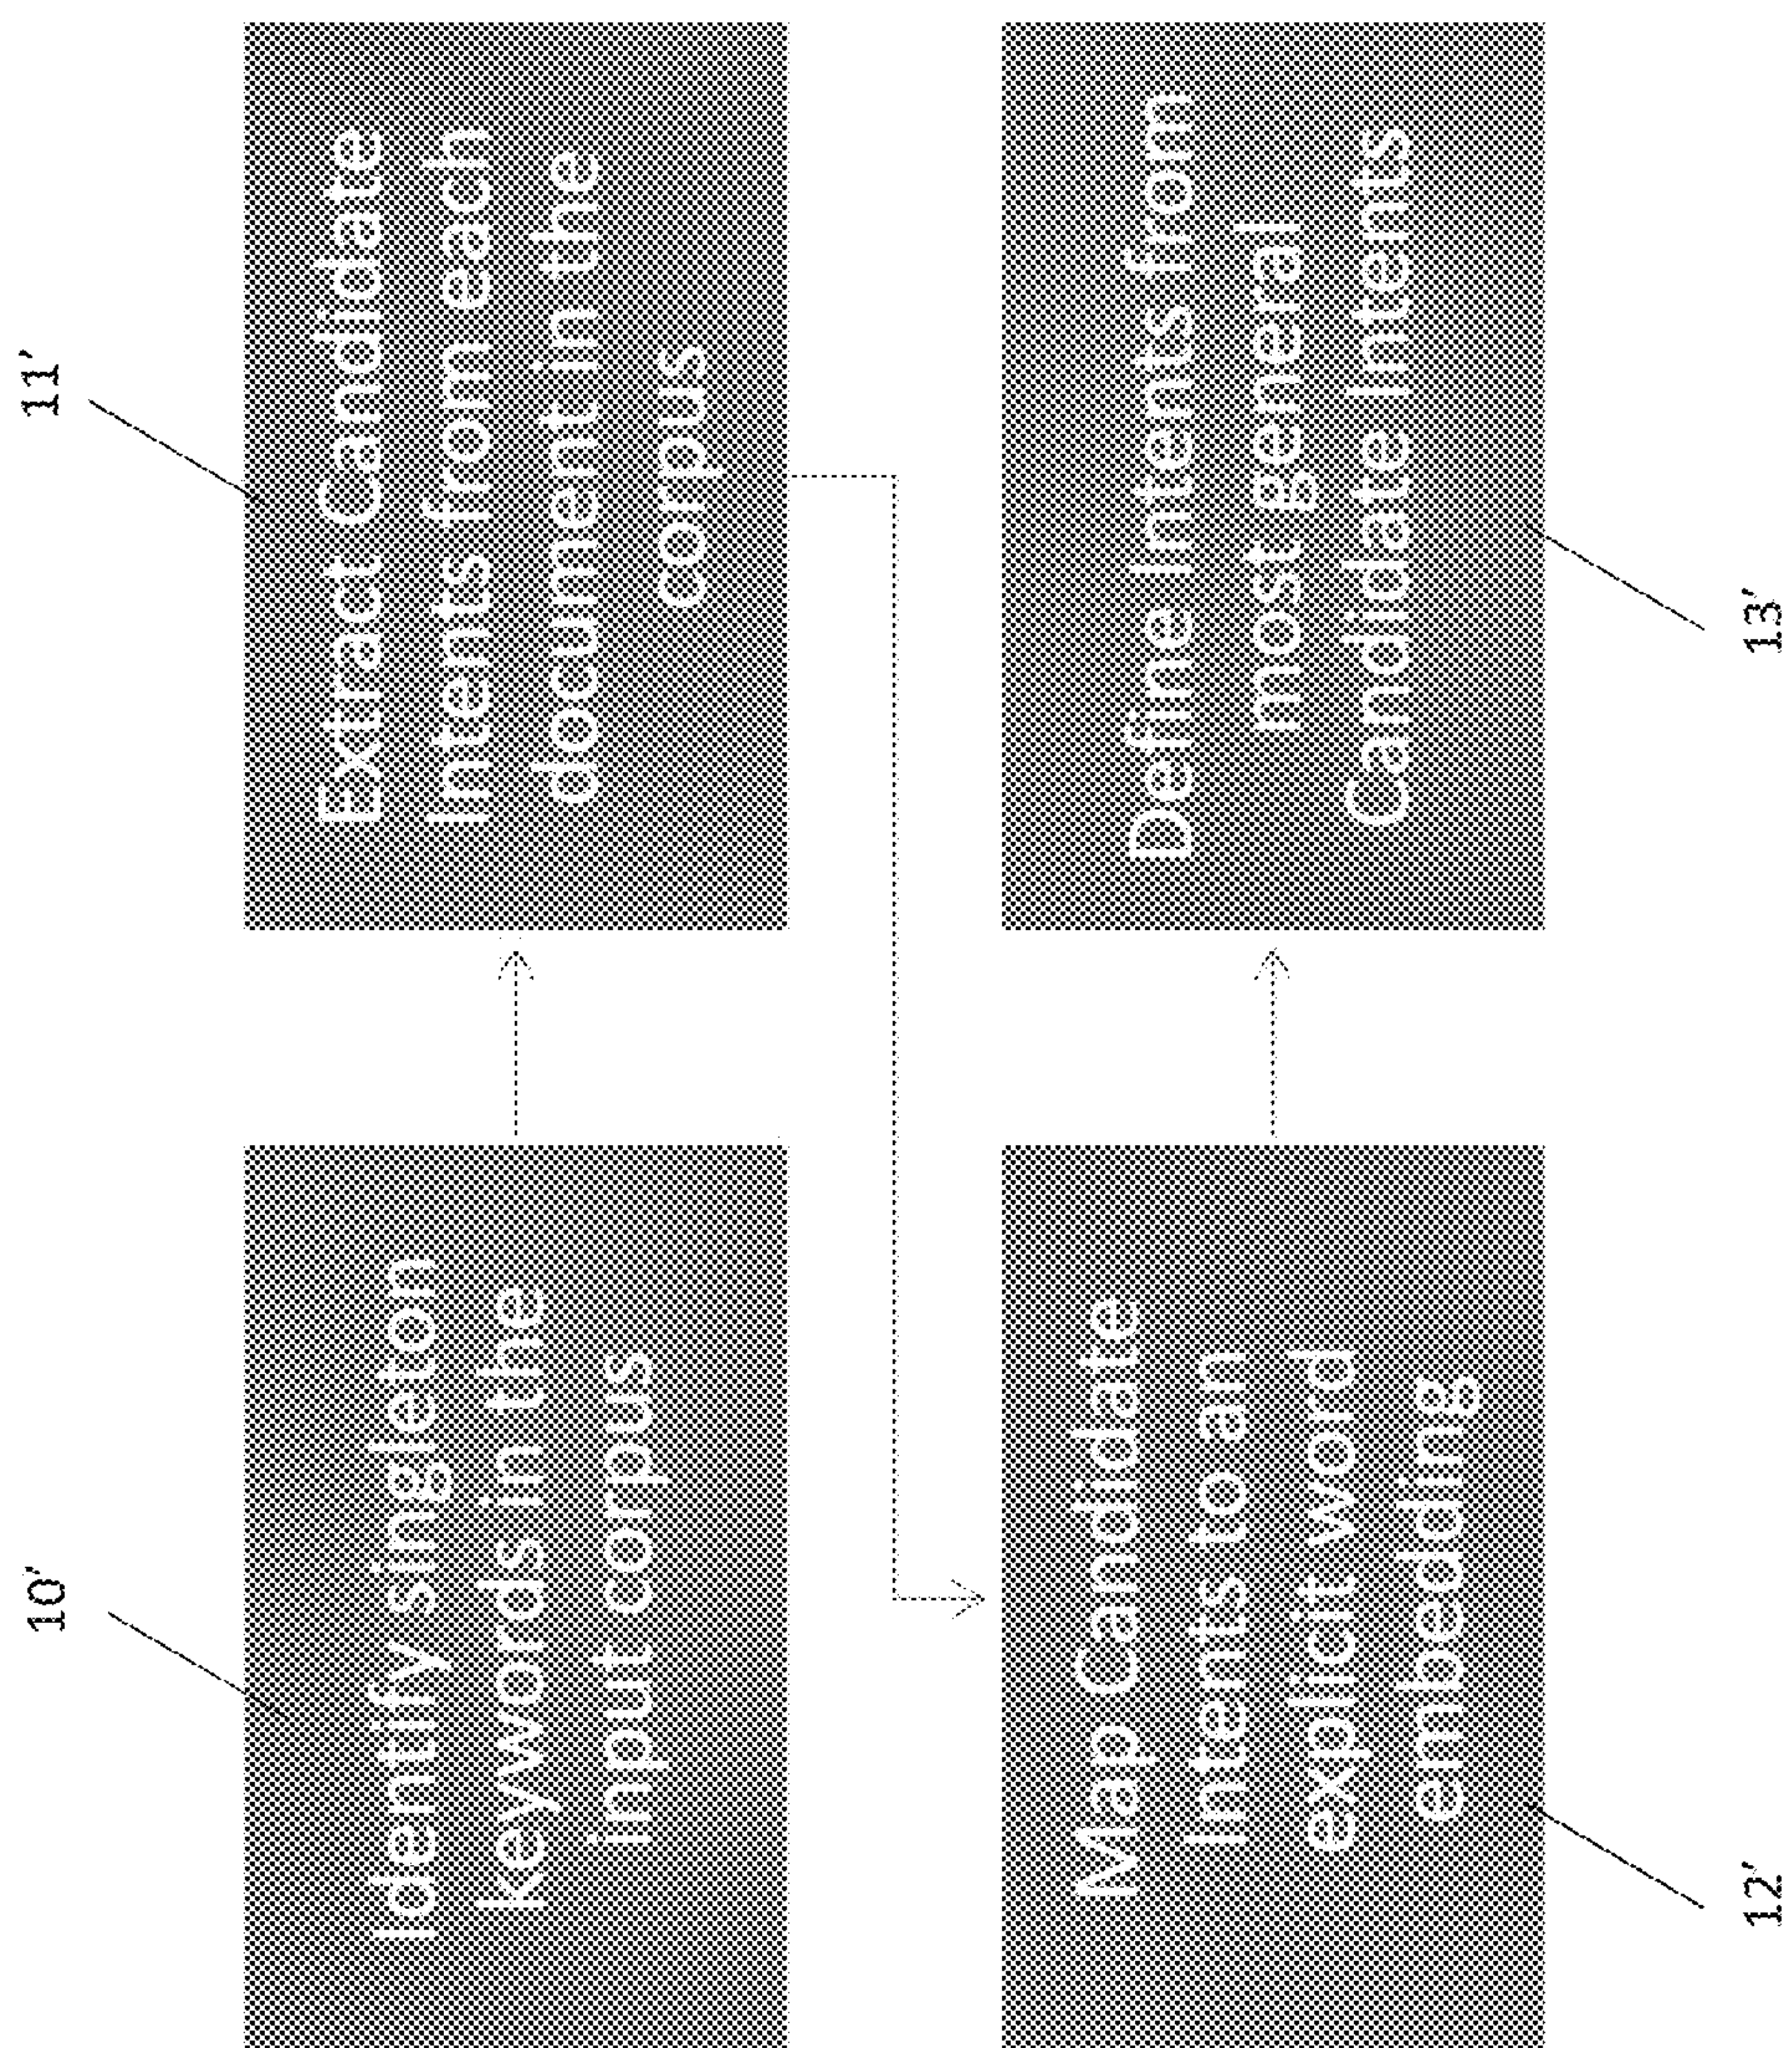 10'
Identify singleton
keywords in the
input corpus
11'
Extract Candidate
Intents from each
document in the
corpus
Map Candidate
Intents to an
explicit word
embedding
12'
Define Intents from
most general
Candidate Intents
13'